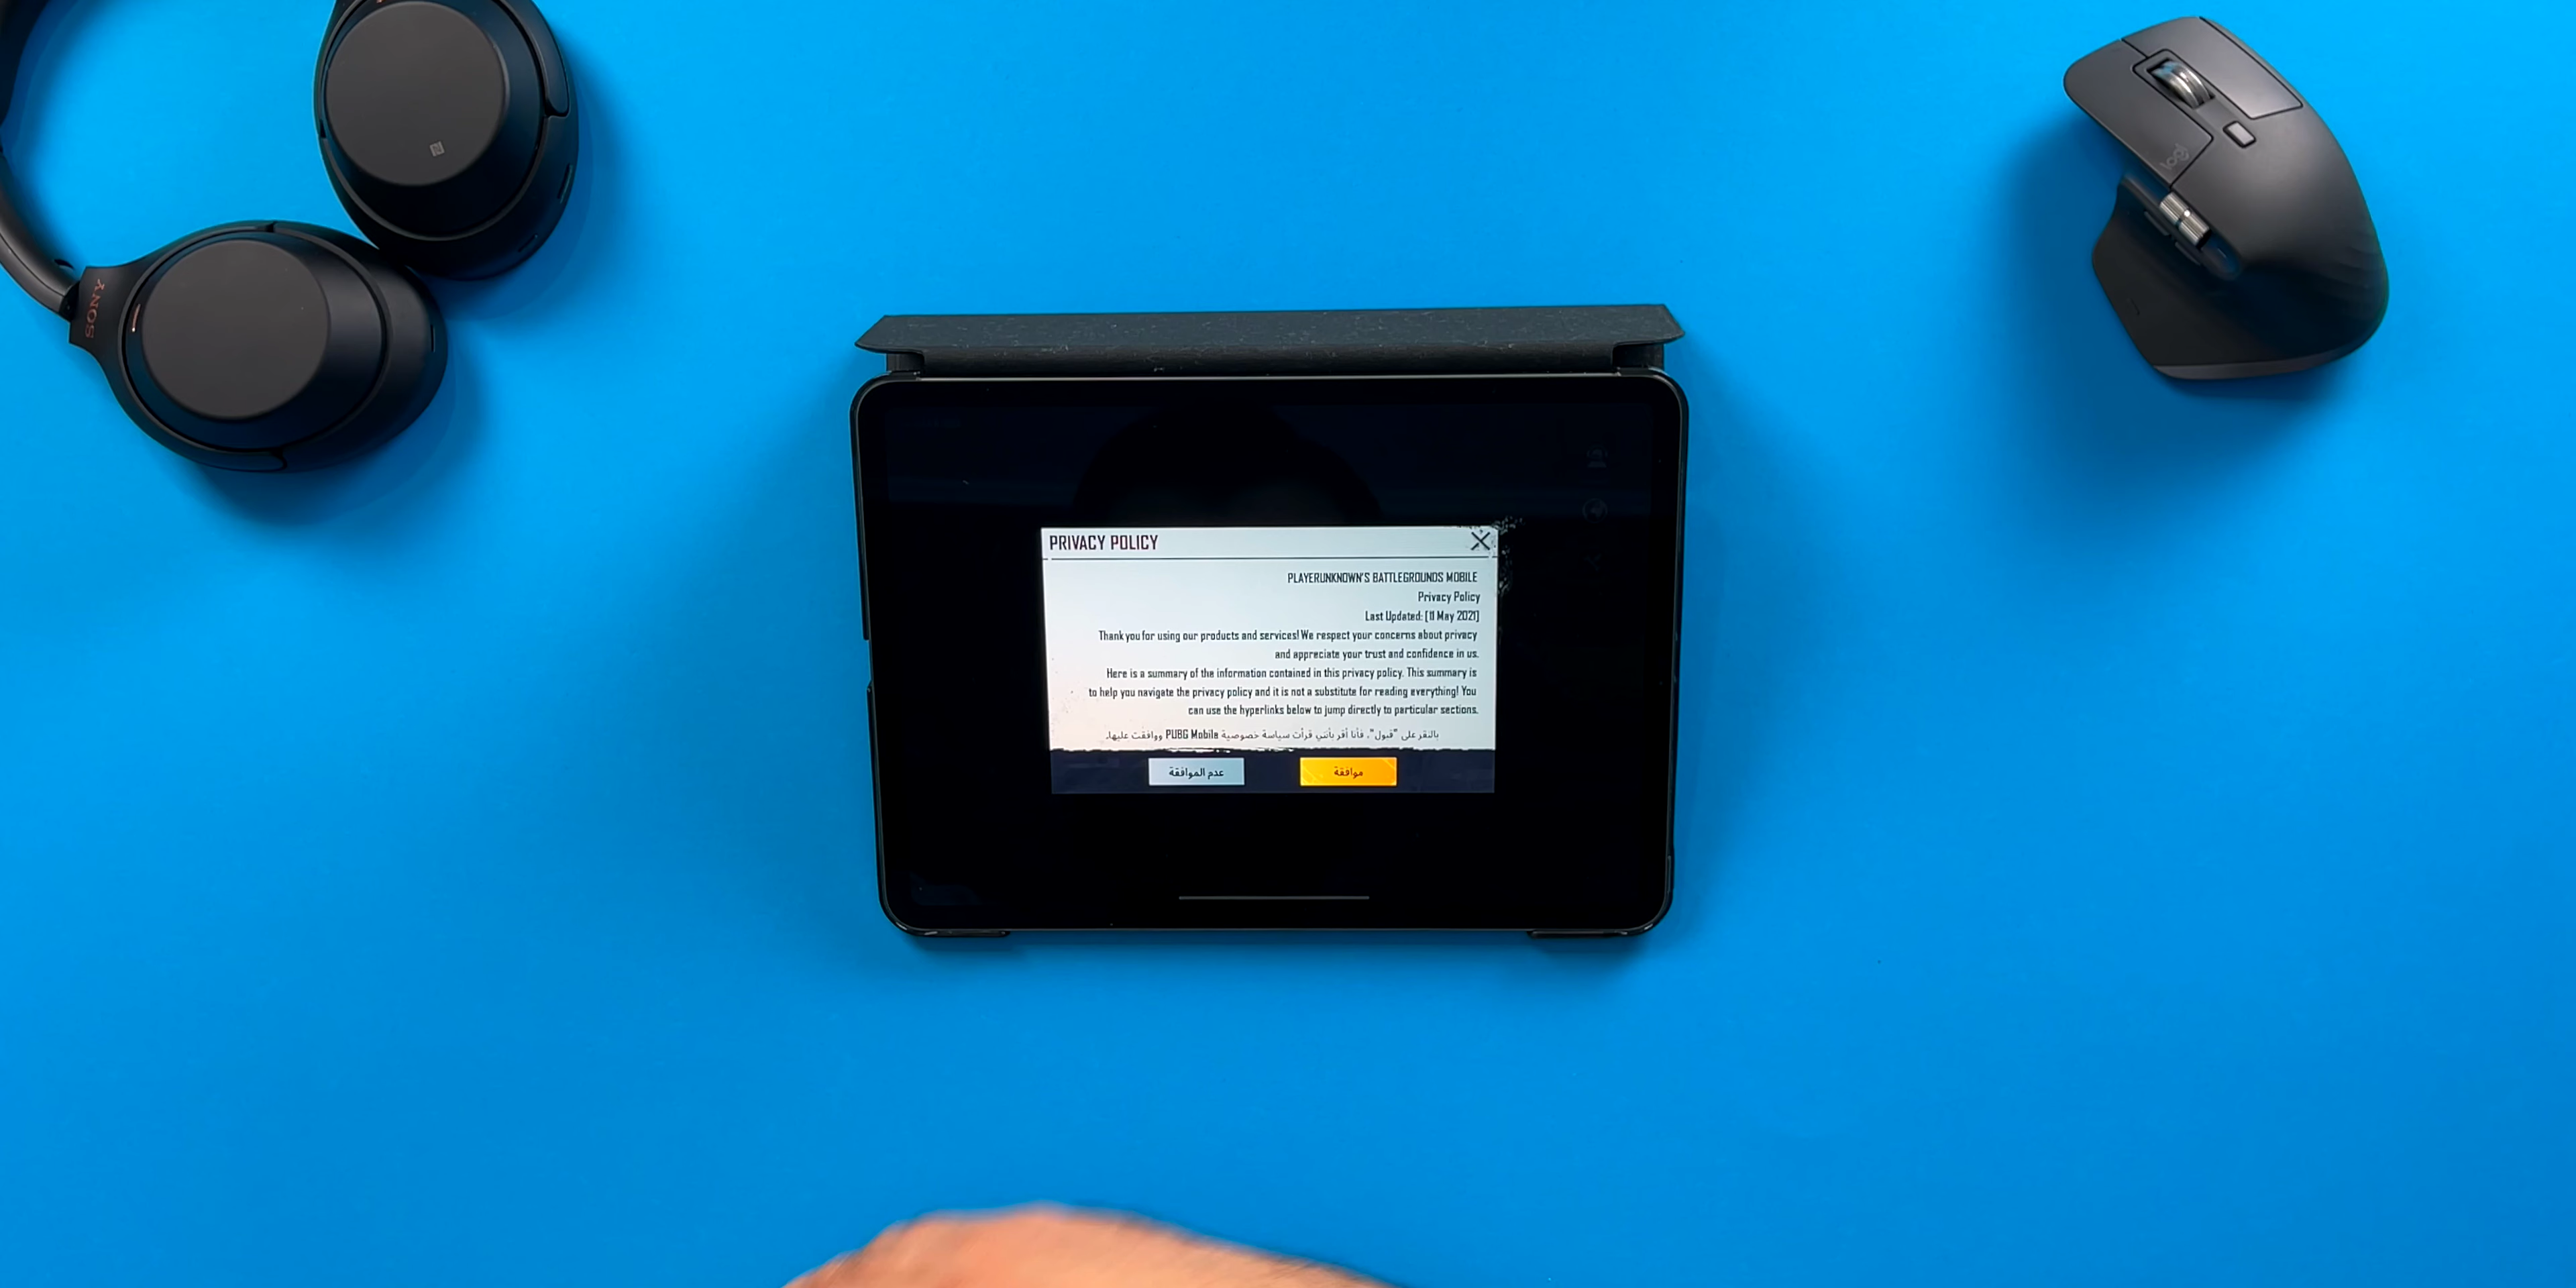 SONY
logi
PRIVACY POLICY
PLAYERUNKNOWN'S BATTLEGROUNDS MOBILE
Privacy Policy
Last Updated: [11 May 2021]
Thank you for using our products and services! We respect your concerns about privacy
and appreciate your trust and confidence in us.
Here is a summary of the information contained in this privacy policy. This summary is
to help you navigate the privacy policy and it is not a substitute for reading everything! You
can use the hyperlinks below to jump directly to particular sections.
بالنقر على "قبول"، فأنا أقر بأنني قرأت سياسة خصوصية PUBG Mobile ووافقت عليها.
موافقة
عدم الموافقة